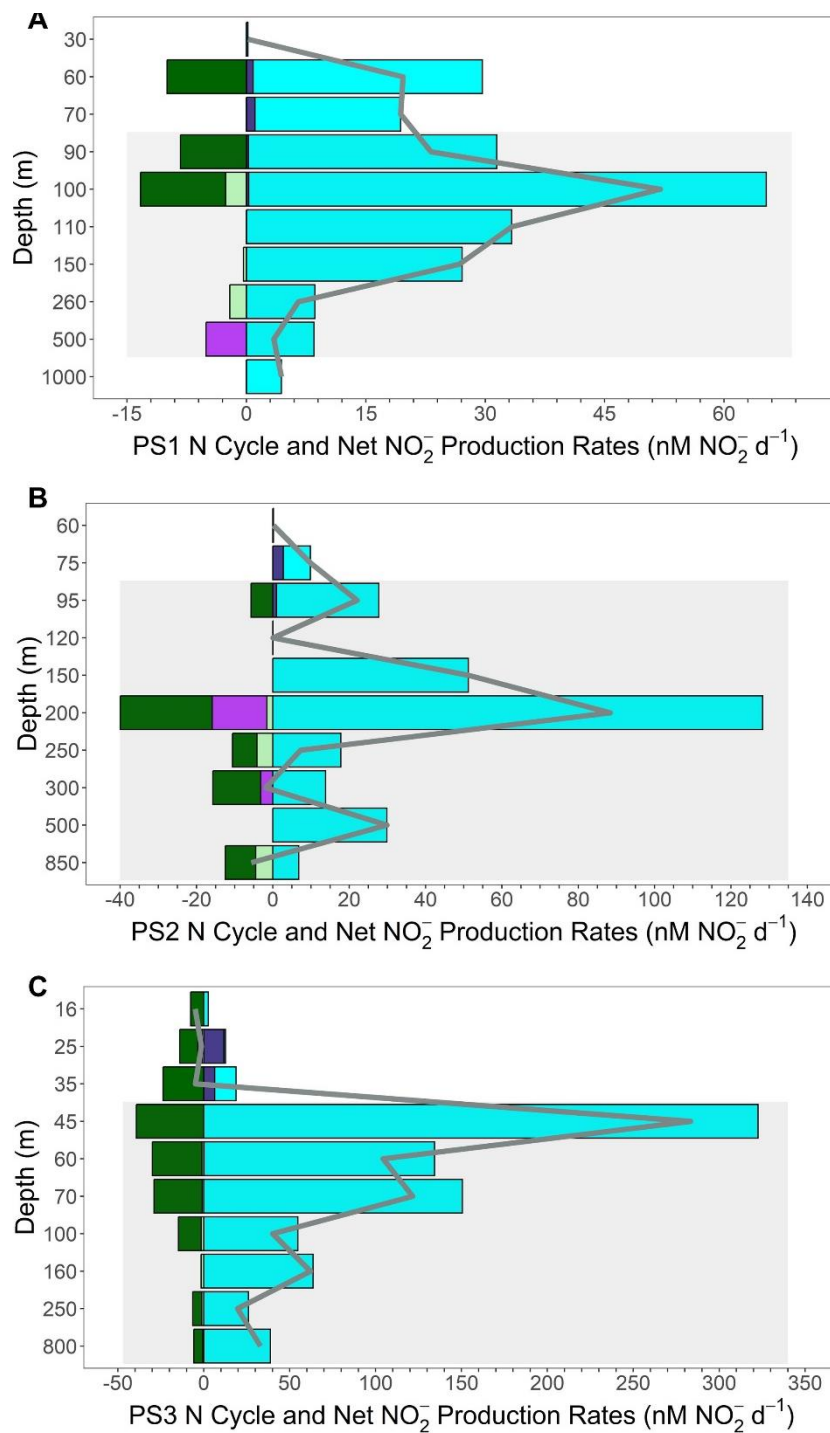 A
30
60
70
90
100
110
150
260
500
1000
Depth (m)
-15 0 15 30 45 60
PS1 N Cycle and Net NO₂⁻ Production Rates (nM NO₂⁻ d⁻¹)
B
60
75
95
120
150
200
250
300
500
850
Depth (m)
-40 -20 0 20 40 60 80 100 120 140
PS2 N Cycle and Net NO₂⁻ Production Rates (nM NO₂⁻ d⁻¹)
C
16
25
35
45
60
70
100
160
250
800
Depth (m)
-50 0 50 100 150 200 250 300 350
PS3 N Cycle and Net NO₂⁻ Production Rates (nM NO₂⁻ d⁻¹)